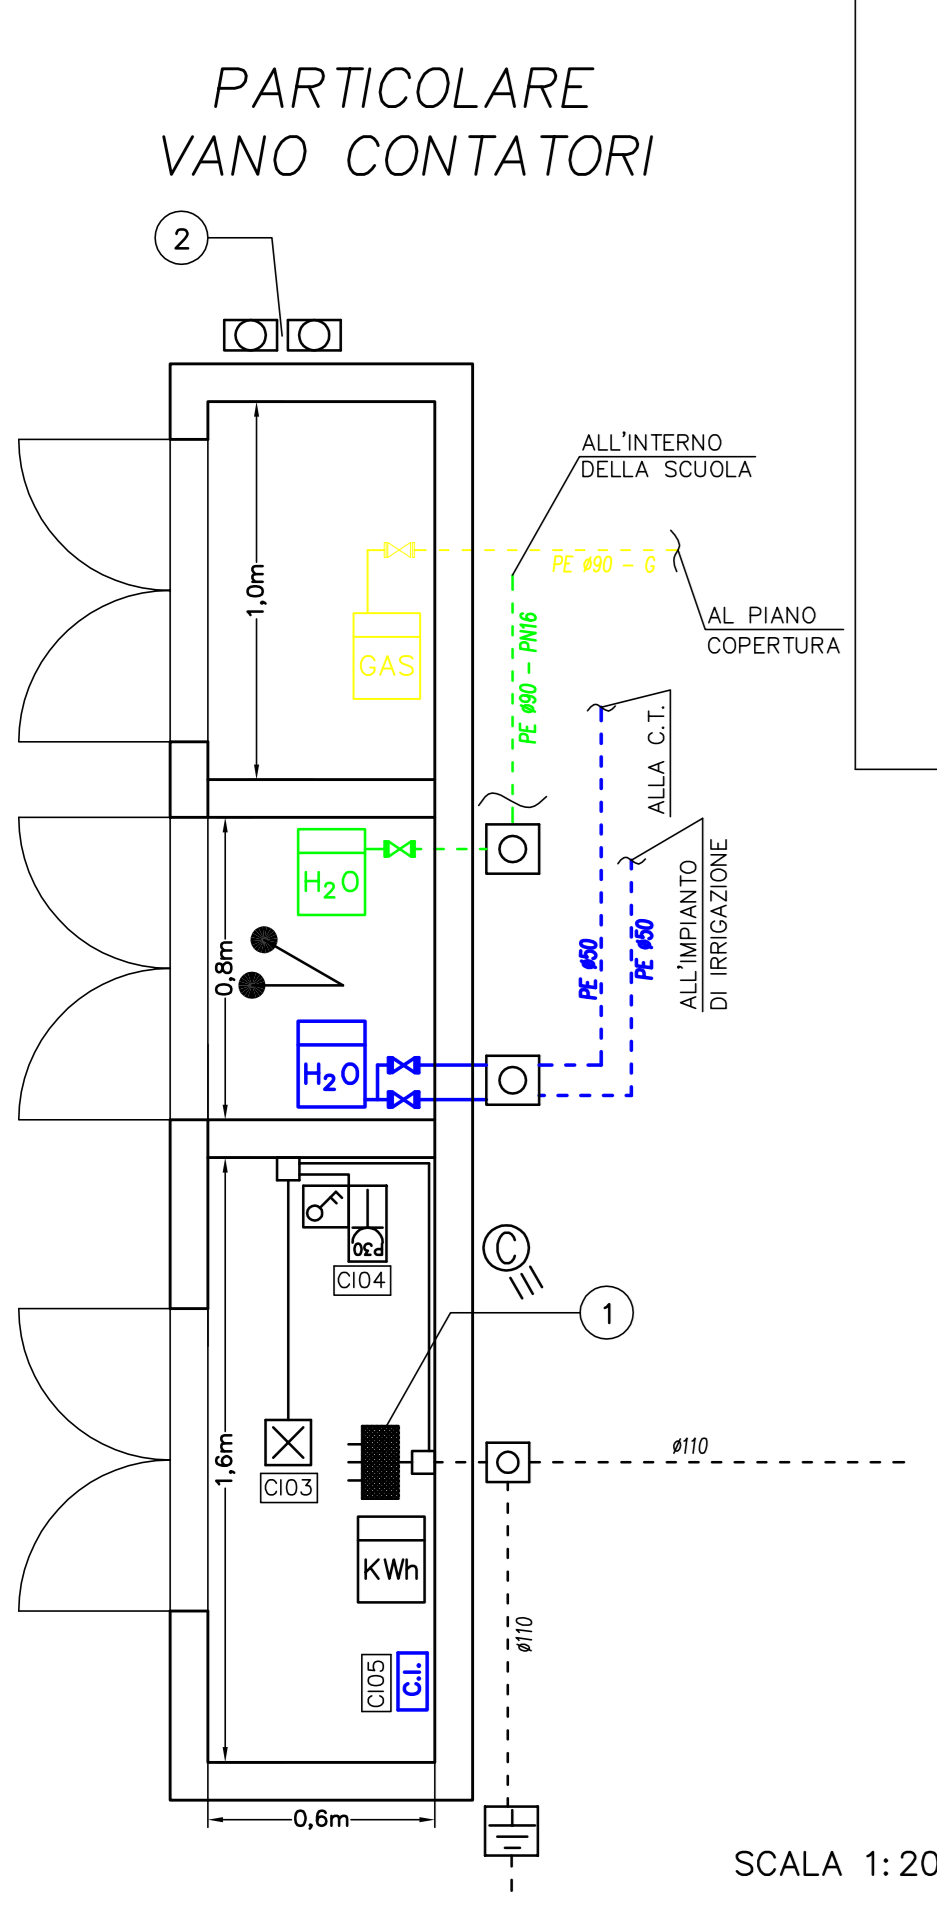 PARTICOLARE
VANO CONTATORI
2
ALL'INTERNO
DELLA SCUOLA
PE ø90 - G
1,0m
GAS
AL PIANO
COPERTURA
PE ø90 - PN16
ALLA C.T.
H2O
0,8m
PE ø50
PE ø50
ALL'IMPIANTO
DI IRRIGAZIONE
H2O
P30
CI04
C
1
1,6m
CI03
ø110
KWh
ø110
CI05
C.I.
0,6m
SCALA 1:20